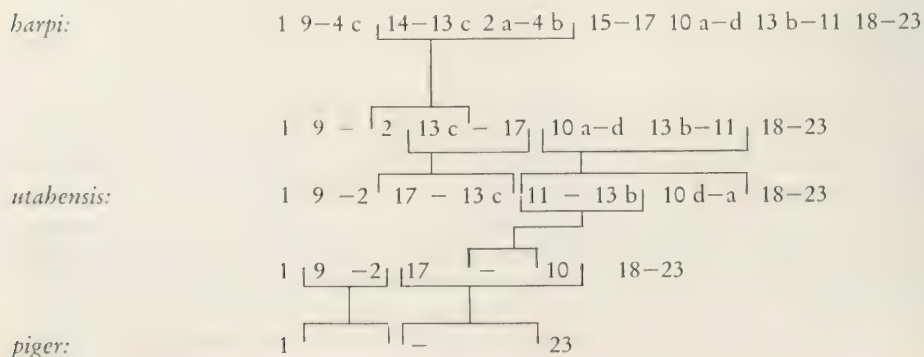 harpi: 1 9–4 c 14–13 c 2 a–4 b 15–17 10 a–d 13 b–11 18–23
1 9 – 2 13 c – 17 10 a–d 13 b–11 18–23
utahensis: 1 9 –2 17 – 13 c 11 – 13 b 10 d–a 18–23
1 9 –2 17 – 10 18–23
piger: 1 – 23